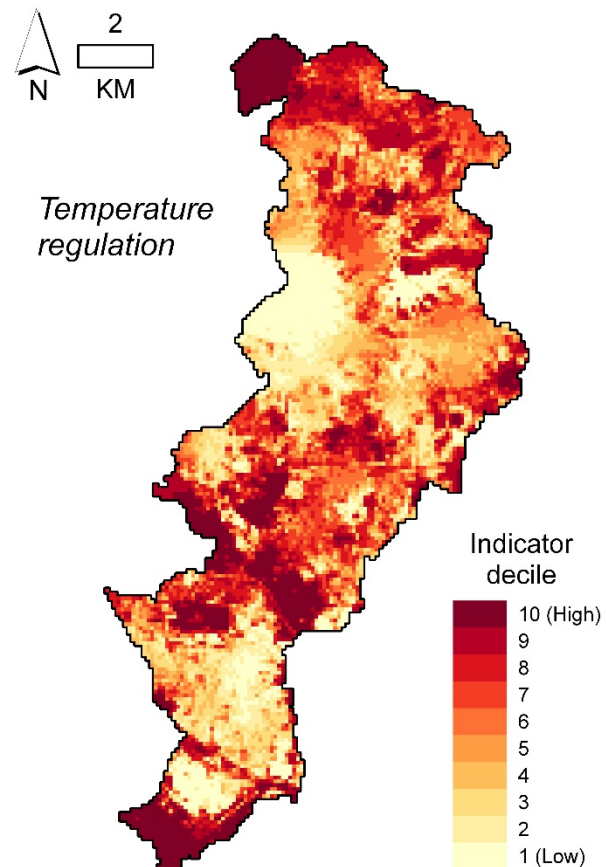 2
N
KM
Temperature
regulation
Indicator
decile
10 (High)
9
8
7
6
5
4
3
2
1 (Low)